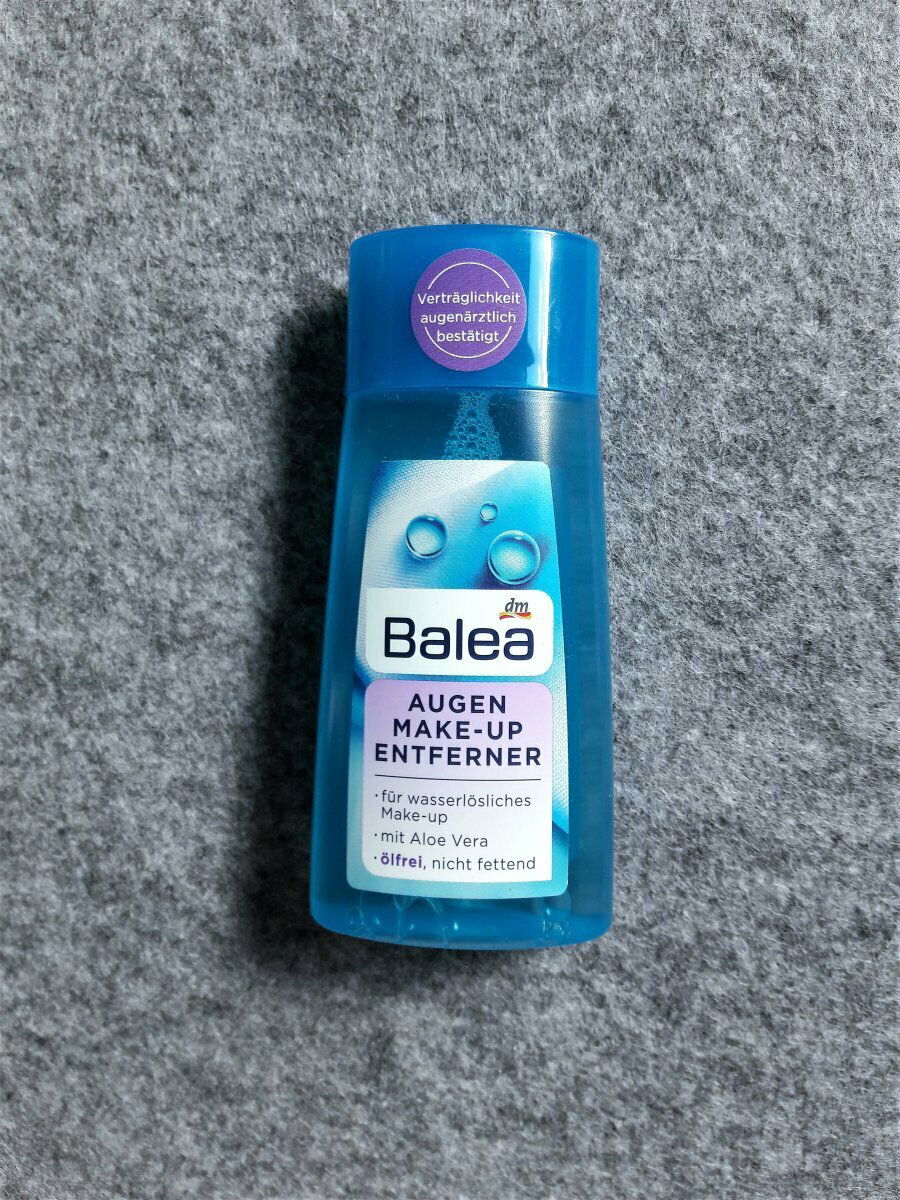 Verträglichkeit
augenärztlich
bestätigt
dm
Balea
AUGEN
MAKE-UP
ENTFERNER
· für wasserlösliches
Make-up
· mit Aloe Vera
· ölfrei, nicht fettend